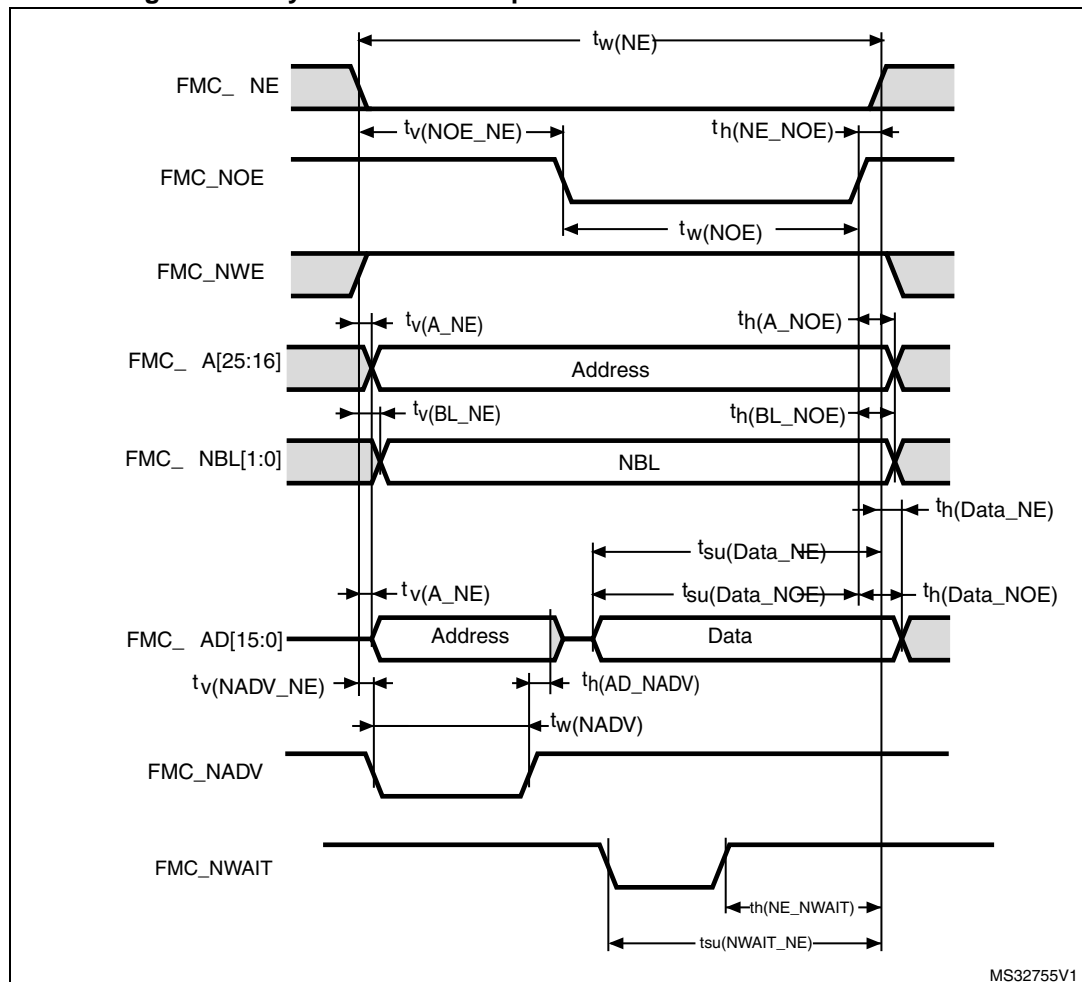 tw(NE)
FMC_ NE
tv(NOE_NE)
th(NE_NOE)
FMC_NOE
tw(NOE)
FMC_NWE
tv(A_NE)
th(A_NOE)
FMC_ A[25:16]
Address
tv(BL_NE)
th(BL_NOE)
FMC_ NBL[1:0]
NBL
th(Data_NE)
tsu(Data_NE)
tv(A_NE)
tsu(Data_NOE)
th(Data_NOE)
FMC_ AD[15:0]
Address
Data
tv(NADV_NE)
th(AD_NADV)
tw(NADV)
FMC_NADV
FMC_NWAIT
th(NE_NWAIT)
tsu(NWAIT_NE)
MS32755V1